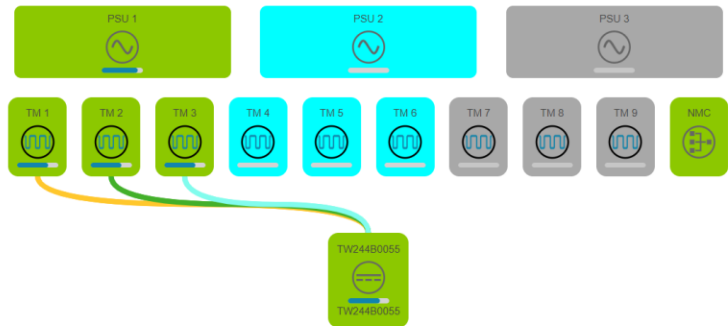 PSU 1
PSU 2
PSU 3
TM 1
TM 2
TM 3
TM 4
TM 5
TM 6
TM 7
TM 8
TM 9
NMC
TW244B0055
TW244B0055